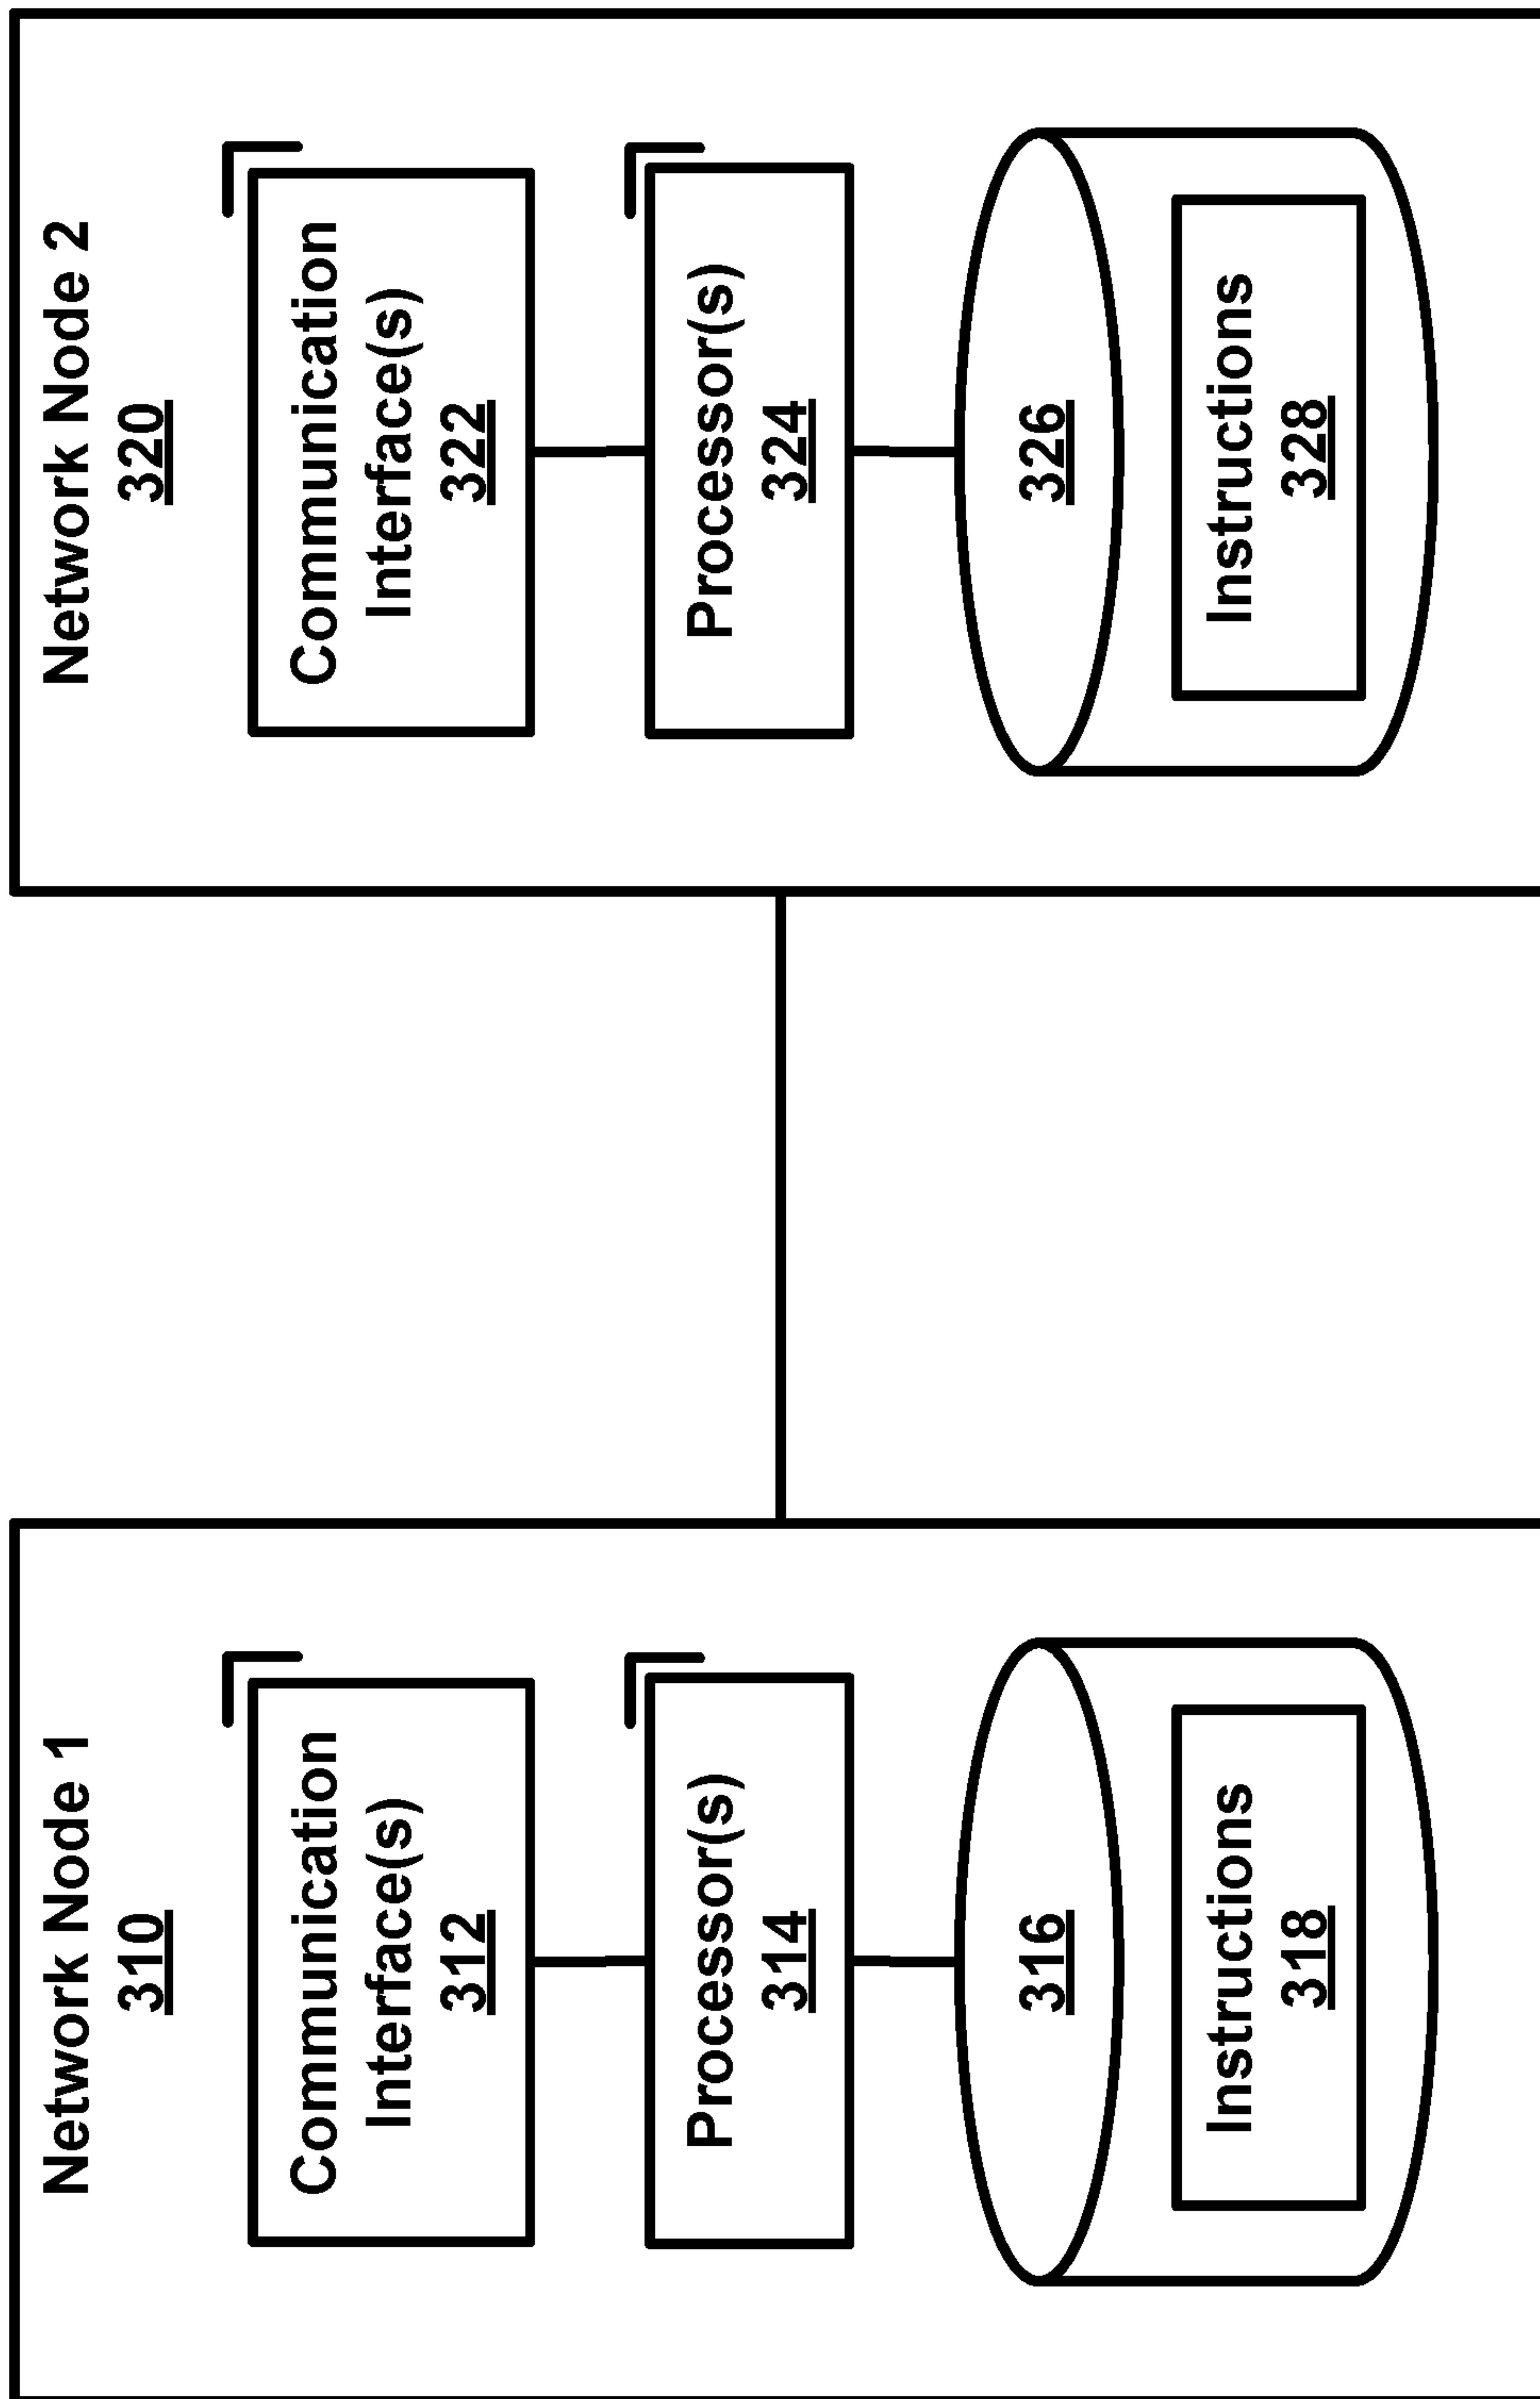 Network Node 1
310
Communication
Interface(s)
312
Processor(s)
314
316
Instructions
318
Network Node 2
320
Communication
Interface(s)
322
Processor(s)
324
326
Instructions
328